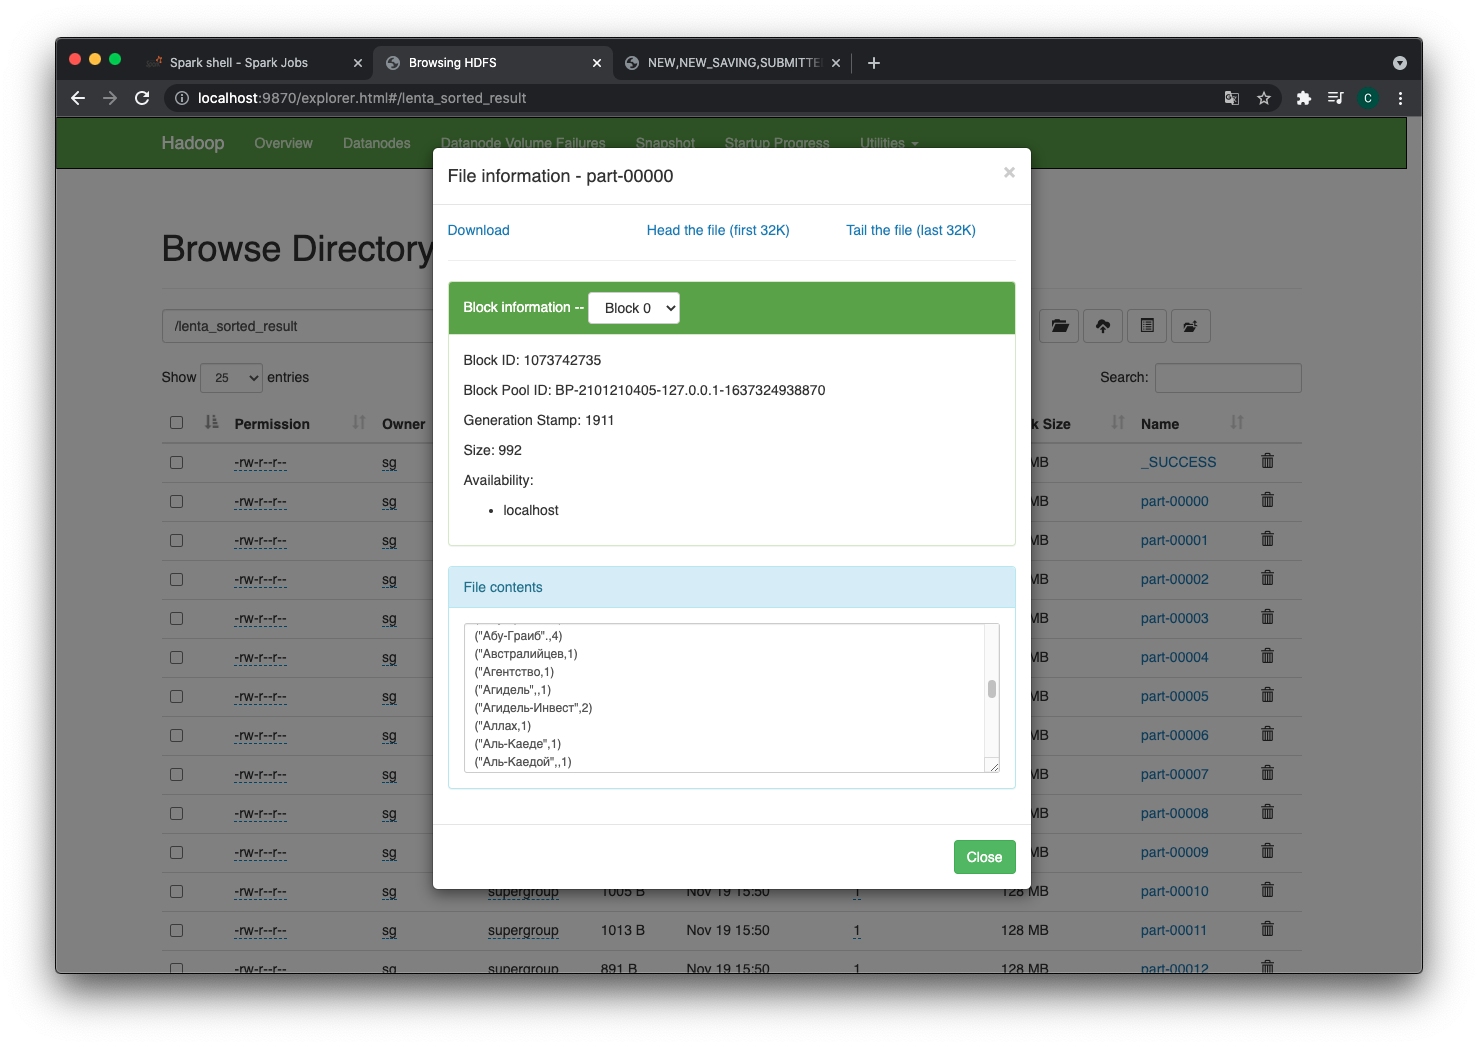 Spark shell - Spark Jobs
Browsing HDFS
NEW,NEW_SAVING,SUBMITTE
localhost:9870/explorer.html#/lenta_sorted_result
C
Hadoop Overview Datanodes Datanode Volume Failures Snapshot Startup Progress Utilities
File information - part-00000
×
Download Head the file (first 32K) Tail the file (last 32K)
Browse Directory
Block information -- Block 0
/lenta_sorted_result
Block ID: 1073742735
Show 25 entries
Search:
Block Pool ID: BP-2101210405-127.0.0.1-1637324938870
Generation Stamp: 1911
Permission Owner k Size Name
Size: 992
-rw-r--r-- sg MB _SUCCESS
Availability:
-rw-r--r-- sg MB part-00000
• localhost
-rw-r--r-- sg MB part-00001
-rw-r--r-- sg MB part-00002
File contents
-rw-r--r-- sg MB part-00003
("Абу-Граиб".,4)
("Австралийцев,1)
-rw-r--r-- sg MB part-00004
("Агентство,1)
("Агидель",,1)
-rw-r--r-- sg MB part-00005
("Агидель-Инвест",2)
("Аллах,1)
-rw-r--r-- sg MB part-00006
("Аль-Каеде",1)
("Аль-Каедой",,1)
-rw-r--r-- sg MB part-00007
-rw-r--r-- sg MB part-00008
-rw-r--r-- sg MB part-00009
Close
-rw-r--r-- sg supergroup 1005 B Nov 19 15:50 1 128 MB part-00010
-rw-r--r-- sg supergroup 1013 B Nov 19 15:50 1 128 MB part-00011
-rw-r--r-- sg supergroup 891 B Nov 19 15:50 1 128 MB part-00012